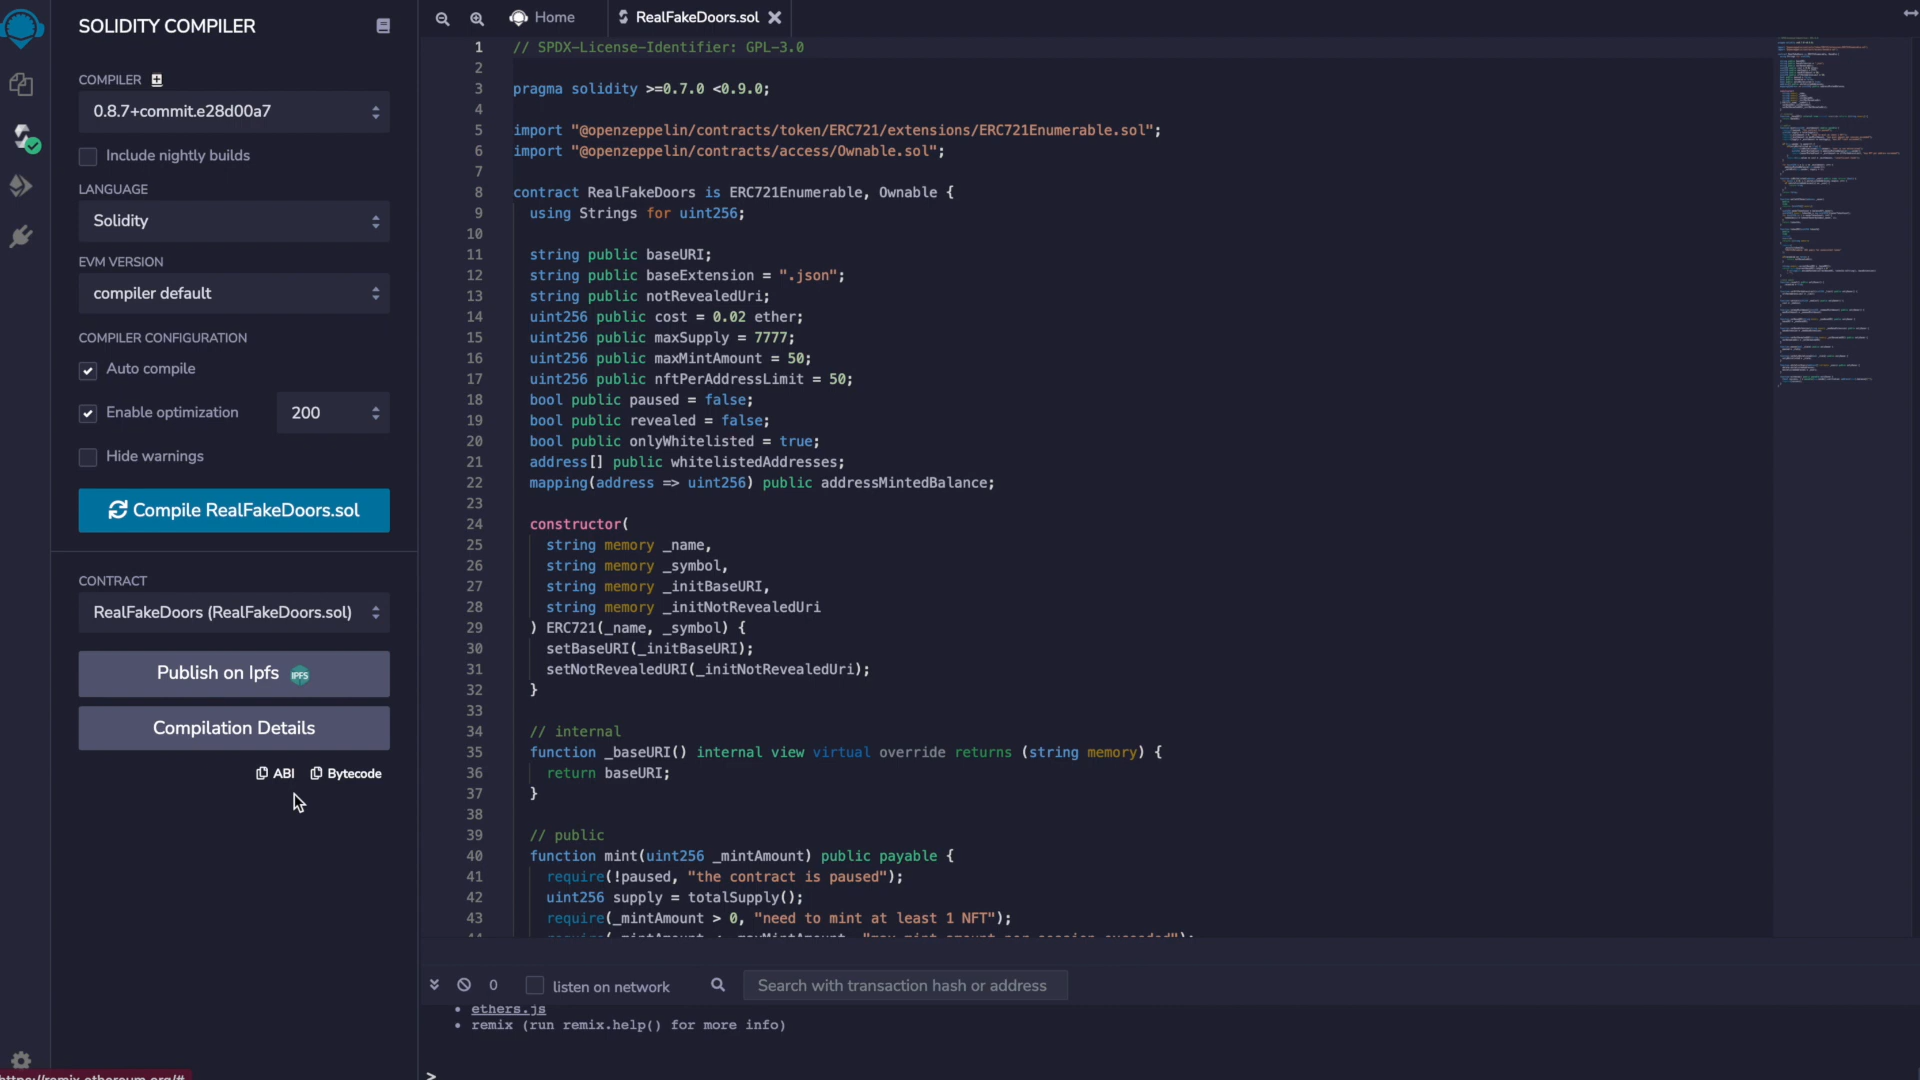 SOLIDITY COMPILER
COMPILER
0.8.7+commit.e28d00a7
Include nightly builds
LANGUAGE
Solidity
EVM VERSION
compiler default
COMPILER CONFIGURATION
Auto compile
Enable optimization 200
Hide warnings
Compile RealFakeDoors.sol
CONTRACT
RealFakeDoors (RealFakeDoors.sol)
Publish on Ipfs IPFS
Compilation Details
ABI Bytecode
Home RealFakeDoors.sol
1 // SPDX-License-Identifier: GPL-3.0
2
3 pragma solidity >=0.7.0 <0.9.0;
4
5 import "@openzeppelin/contracts/token/ERC721/extensions/ERC721Enumerable.sol";
6 import "@openzeppelin/contracts/access/Ownable.sol";
7
8 contract RealFakeDoors is ERC721Enumerable, Ownable {
9 using Strings for uint256;
10
11 string public baseURI;
12 string public baseExtension = ".json";
13 string public notRevealedUri;
14 uint256 public cost = 0.02 ether;
15 uint256 public maxSupply = 7777;
16 uint256 public maxMintAmount = 50;
17 uint256 public nftPerAddressLimit = 50;
18 bool public paused = false;
19 bool public revealed = false;
20 bool public onlyWhitelisted = true;
21 address[] public whitelistedAddresses;
22 mapping(address => uint256) public addressMintedBalance;
23
24 constructor(
25 string memory _name,
26 string memory _symbol,
27 string memory _initBaseURI,
28 string memory _initNotRevealedUri
29 ) ERC721(_name, _symbol) {
30 setBaseURI(_initBaseURI);
31 setNotRevealedURI(_initNotRevealedUri);
32 }
33
34 // internal
35 function _baseURI() internal view virtual override returns (string memory) {
36 return baseURI;
37 }
38
39 // public
40 function mint(uint256 _mintAmount) public payable {
41 require(!paused, "the contract is paused");
42 uint256 supply = totalSupply();
43 require(_mintAmount > 0, "need to mint at least 1 NFT");
0 listen on network Search with transaction hash or address
• ethers.js
• remix (run remix.help() for more info)
>
https://remix.ethereum.org/#